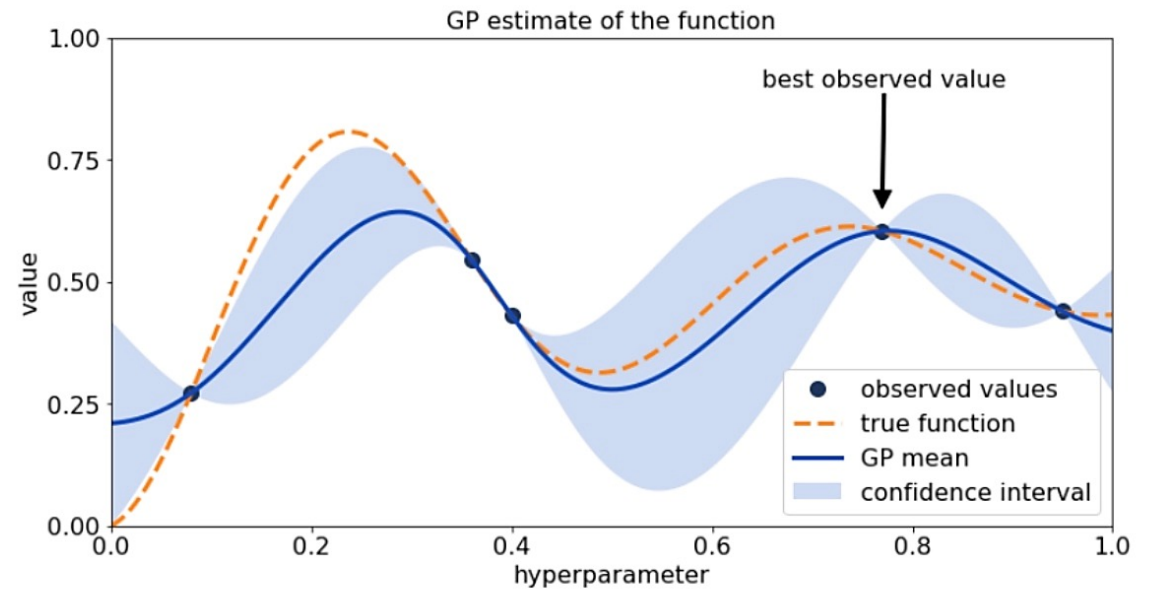 GP estimate of the function
1.00
0.75
0.50
0.25
0.00
value
best observed value
observed values
true function
GP mean
confidence interval
0.0 0.2 0.4 0.6 0.8 1.0
hyperparameter